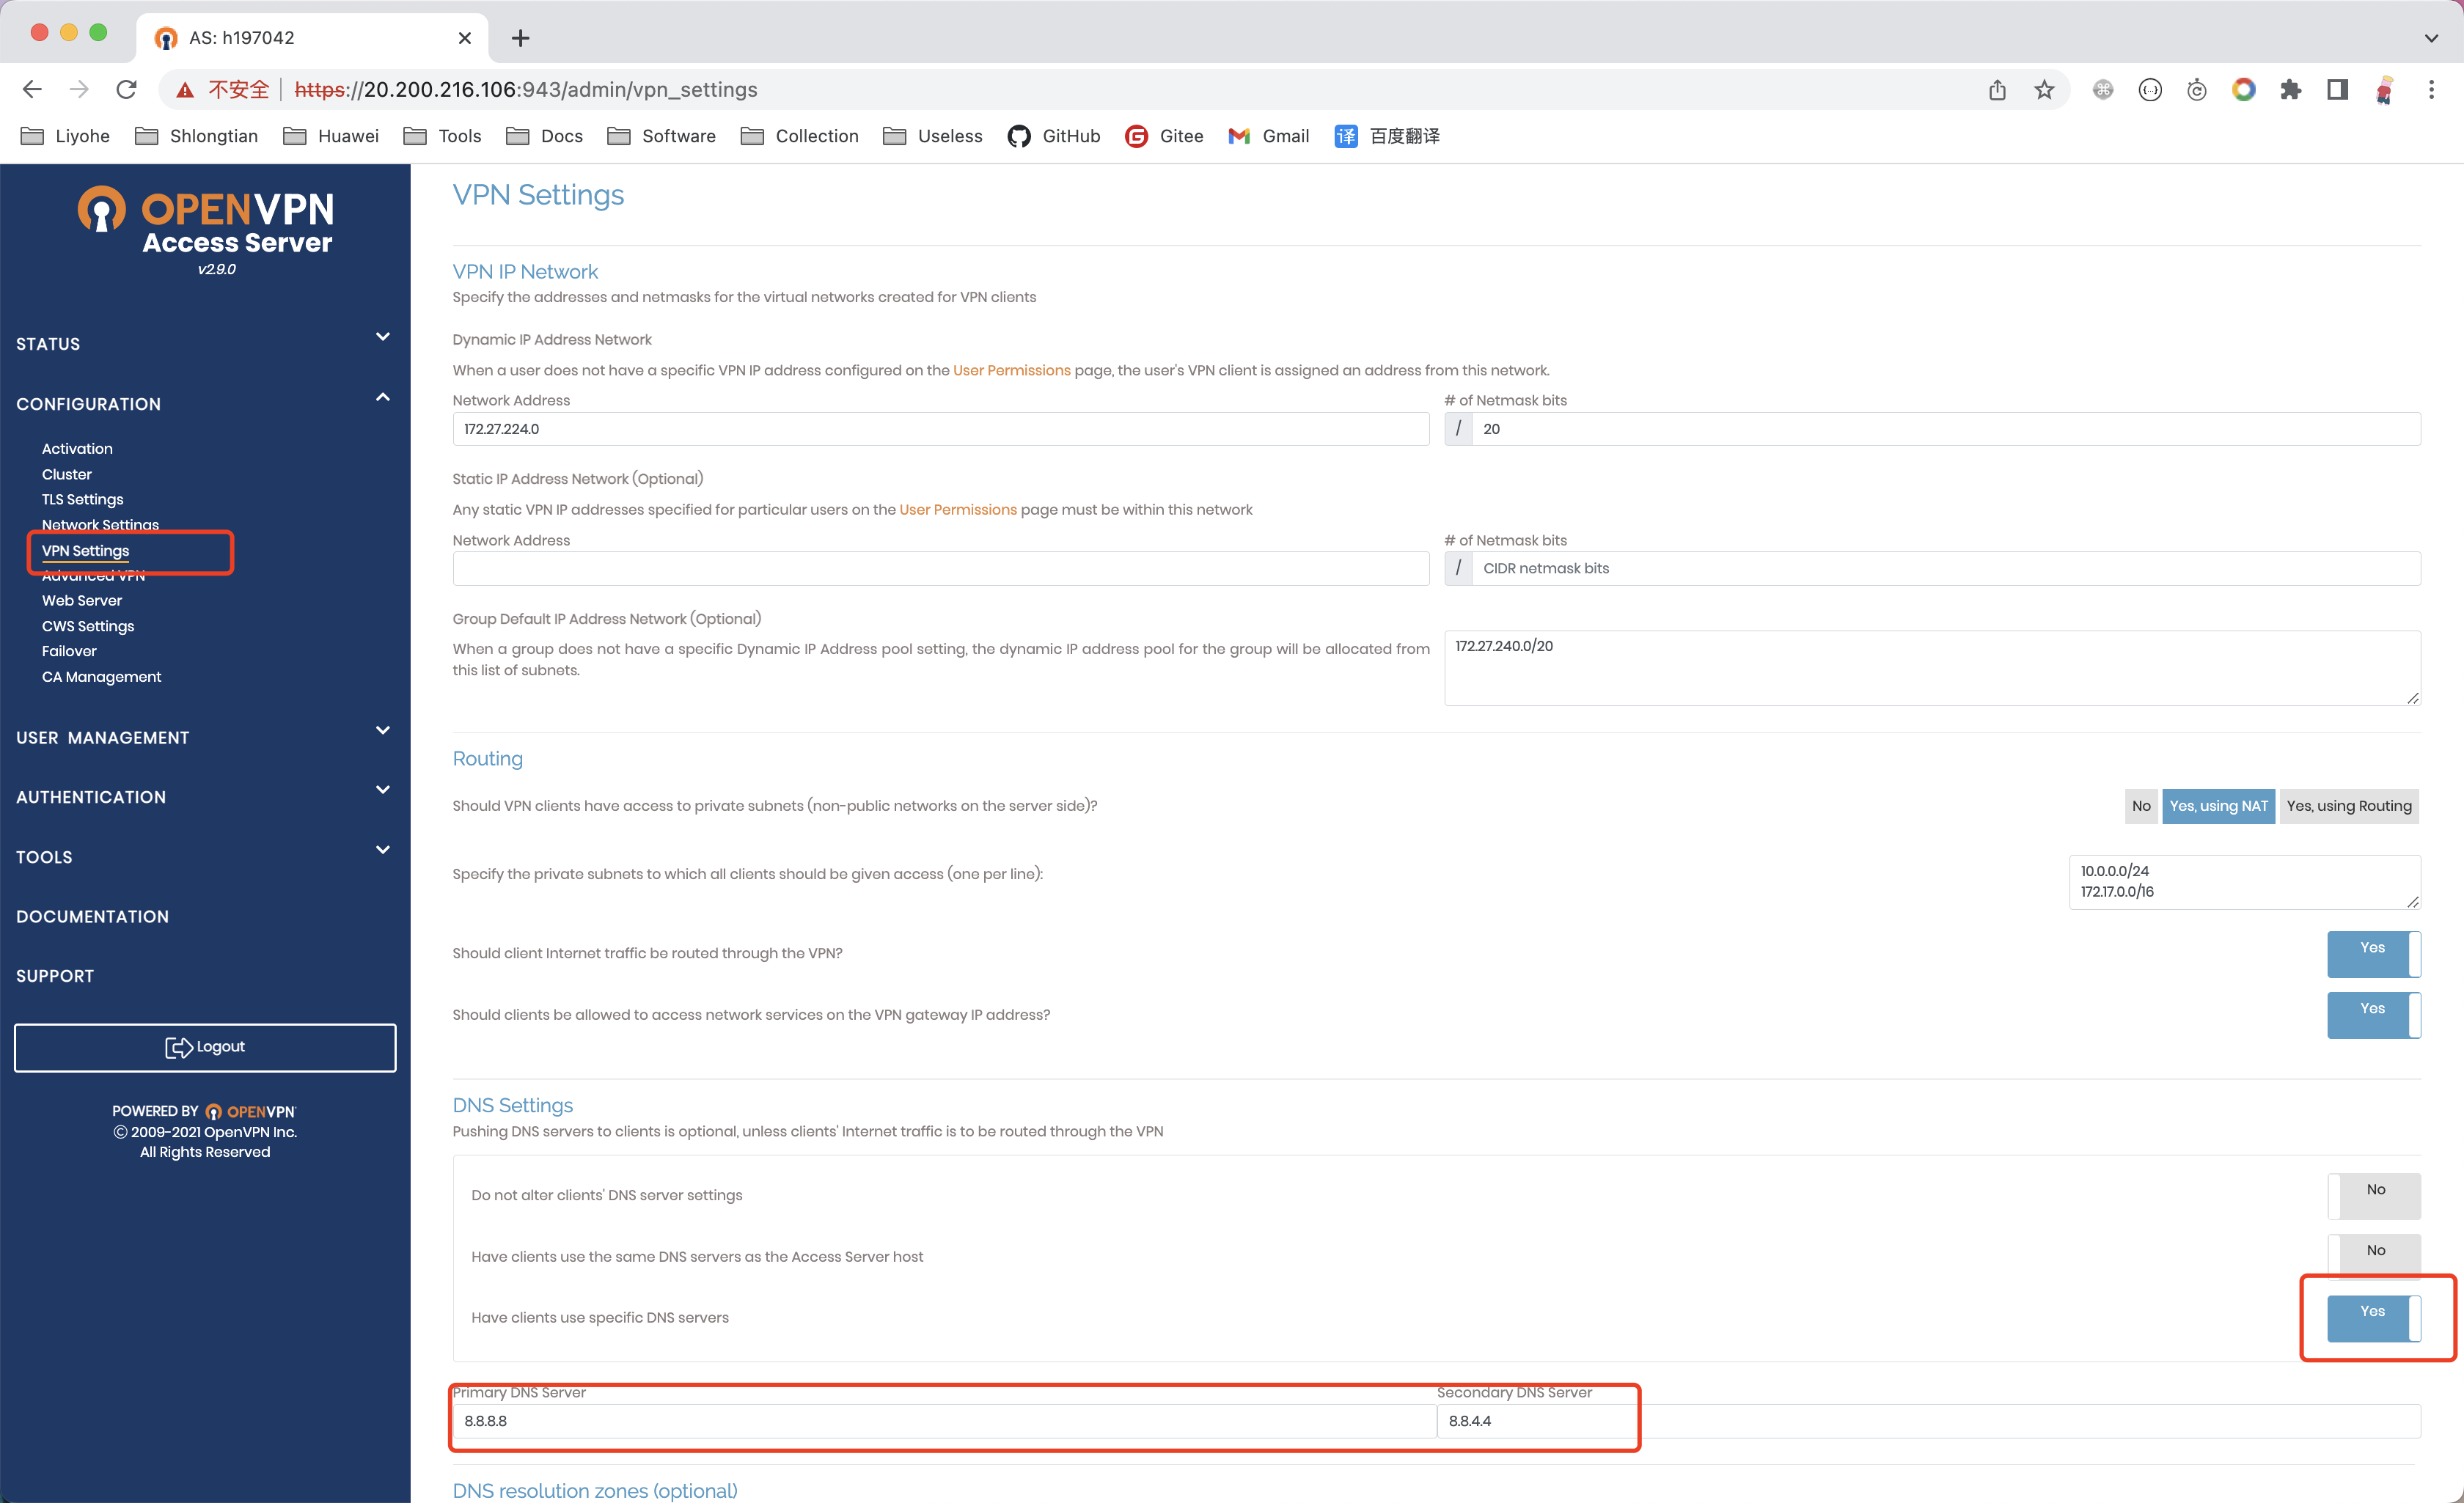 AS: h197042
不安全 https://20.200.216.106:943/admin/vpn_settings
Liyohe Shlongtian Huawei Tools Docs Software Collection Useless GitHub Gitee Gmail 译 百度翻译
OPENVPN
Access Server
v2.9.0
STATUS
CONFIGURATION
Activation
Cluster
TLS Settings
Network Settings
VPN Settings
Advanced VPN
Web Server
CWS Settings
Failover
CA Management
USER MANAGEMENT
AUTHENTICATION
TOOLS
DOCUMENTATION
SUPPORT
Logout
POWERED BY OPENVPN
© 2009-2021 OpenVPN Inc.
All Rights Reserved
VPN Settings
VPN IP Network
Specify the addresses and netmasks for the virtual networks created for VPN clients
Dynamic IP Address Network
When a user does not have a specific VPN IP address configured on the User Permissions page, the user's VPN client is assigned an address from this network.
Network Address # of Netmask bits
172.27.224.0 / 20
Static IP Address Network (Optional)
Any static VPN IP addresses specified for particular users on the User Permissions page must be within this network
Network Address # of Netmask bits
/ CIDR netmask bits
Group Default IP Address Network (Optional)
When a group does not have a specific Dynamic IP Address pool setting, the dynamic IP address pool for the group will be allocated from
this list of subnets.
172.27.240.0/20
Routing
Should VPN clients have access to private subnets (non-public networks on the server side)? No Yes, using NAT Yes, using Routing
Specify the private subnets to which all clients should be given access (one per line):
10.0.0.0/24
172.17.0.0/16
Should client Internet traffic be routed through the VPN? Yes
Should clients be allowed to access network services on the VPN gateway IP address? Yes
DNS Settings
Pushing DNS servers to clients is optional, unless clients' Internet traffic is to be routed through the VPN
Do not alter clients' DNS server settings No
Have clients use the same DNS servers as the Access Server host No
Have clients use specific DNS servers Yes
Primary DNS Server Secondary DNS Server
8.8.8.8 8.8.4.4
DNS resolution zones (optional)